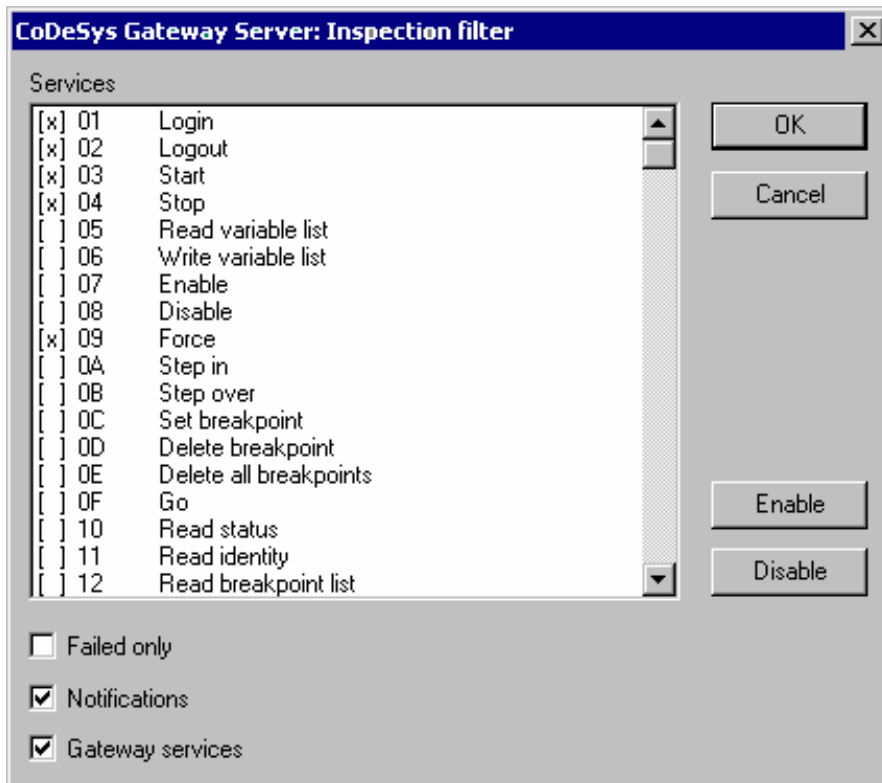 CoDeSys Gateway Server: Inspection filter
Services
[x] 01 Login
[x] 02 Logout
[x] 03 Start
[x] 04 Stop
[ ] 05 Read variable list
[ ] 06 Write variable list
[ ] 07 Enable
[ ] 08 Disable
[x] 09 Force
[ ] 0A Step in
[ ] 0B Step over
[ ] 0C Set breakpoint
[ ] 0D Delete breakpoint
[ ] 0E Delete all breakpoints
[ ] 0F Go
[ ] 10 Read status
[ ] 11 Read identity
[ ] 12 Read breakpoint list
OK
Cancel
Enable
Disable
Failed only
Notifications
Gateway services